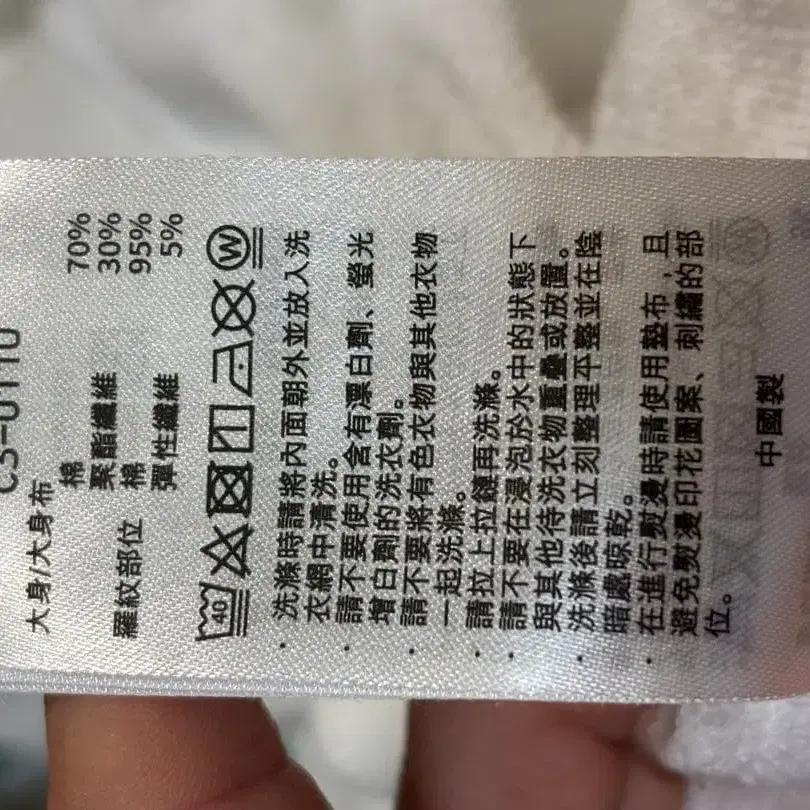 大身/大身布
棉 70%
聚酯纖維 30%
羅紋部位 棉 95%
彈性纖維 5%
40 W
· 洗滌時請將內面朝外並放入洗
衣網中清洗。
· 請不要使用含有漂白劑、螢光
增白劑的洗衣劑。
· 請不要將有色衣物與其他衣物
一起洗滌。
· 請拉上拉鏈再洗滌。
· 請不要在浸泡於水中的狀態下
與其他待洗衣物重疊或放置。
· 洗滌後請立刻整理平整並在陰
暗處晾乾。
· 在進行熨燙時請使用墊布，且
避免熨燙印花圖案、刺繡的部
位。
中國製